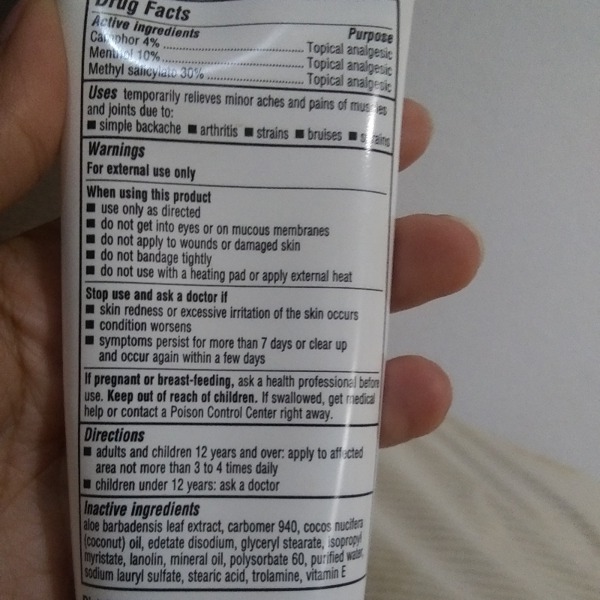 Drug Facts
Active ingredients Purpose
Camphor 4% ........................ Topical analgesic
Menthol 10% ........................ Topical analgesic
Methyl salicylate 30% ........................ Topical analgesic
Uses temporarily relieves minor aches and pains of muscles
and joints due to:
■ simple backache ■ arthritis ■ strains ■ bruises ■ sprains
Warnings
For external use only
When using this product
■ use only as directed
■ do not get into eyes or on mucous membranes
■ do not apply to wounds or damaged skin
■ do not bandage tightly
■ do not use with a heating pad or apply external heat
Stop use and ask a doctor if
■ skin redness or excessive irritation of the skin occurs
■ condition worsens
■ symptoms persist for more than 7 days or clear up
and occur again within a few days
If pregnant or breast-feeding, ask a health professional before
use. Keep out of reach of children. If swallowed, get medical
help or contact a Poison Control Center right away.
Directions
■ adults and children 12 years and over: apply to affected
area not more than 3 to 4 times daily
■ children under 12 years: ask a doctor
Inactive ingredients
aloe barbadensis leaf extract, carbomer 940, cocos nucifera
(coconut) oil, edetate disodium, glyceryl stearate, isopropyl
myristate, lanolin, mineral oil, polysorbate 60, purified water,
sodium lauryl sulfate, stearic acid, trolamine, vitamin E